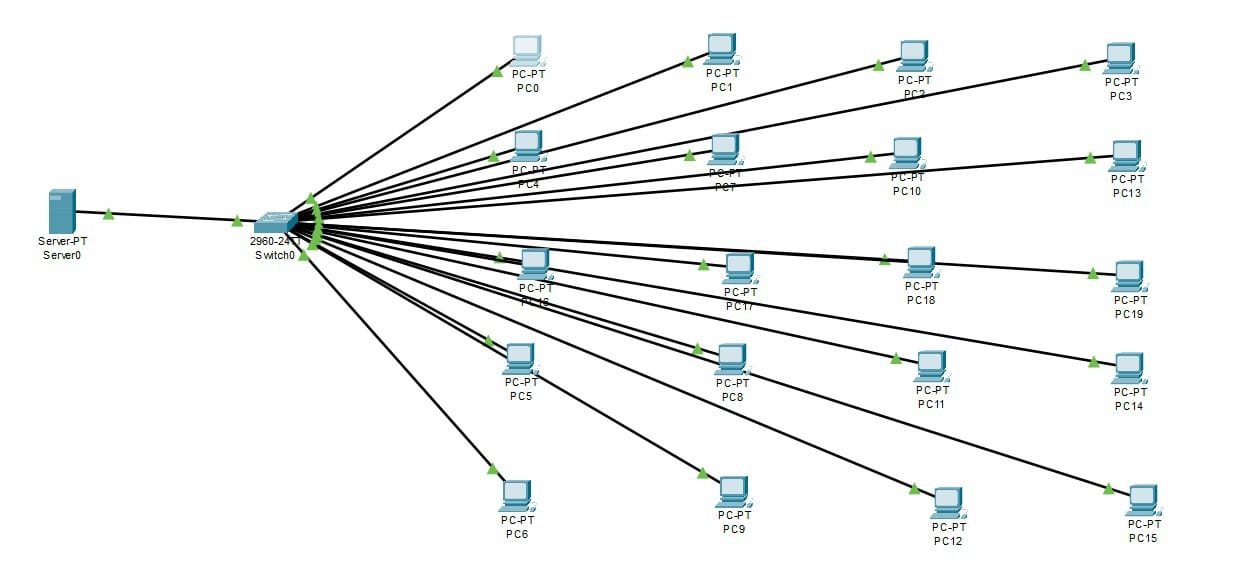 PC-PT
PC0
PC-PT
PC1
PC-PT
PC2
PC-PT
PC3
PC-PT
PC4
PC-PT
PC7
PC-PT
PC10
PC-PT
PC13
Server-PT
Server0
2960-24TT
Switch0
PC-PT
PC16
PC-PT
PC17
PC-PT
PC18
PC-PT
PC19
PC-PT
PC5
PC-PT
PC8
PC-PT
PC11
PC-PT
PC14
PC-PT
PC6
PC-PT
PC9
PC-PT
PC12
PC-PT
PC15